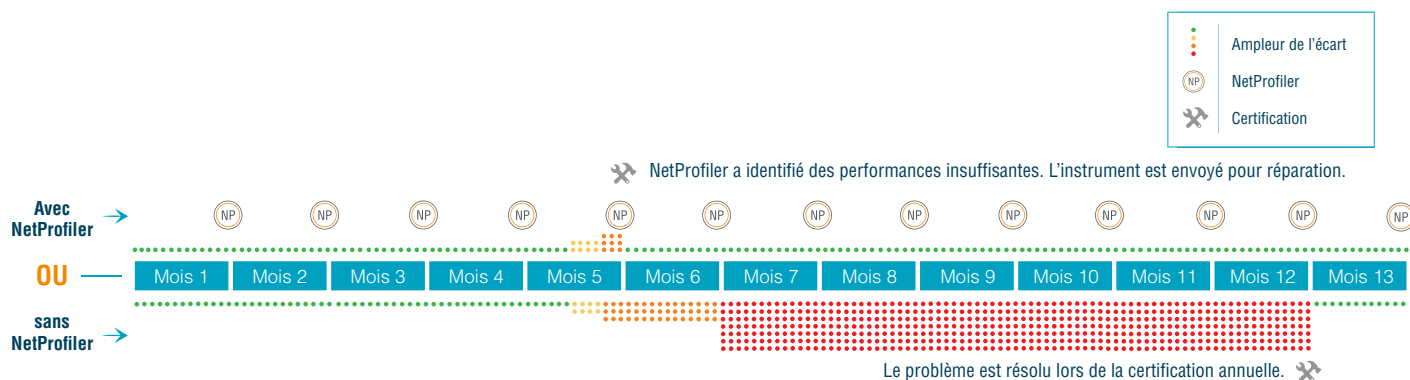 Ampleur de l'écart
NP NetProfiler
Certification
NetProfiler a identifié des performances insuffisantes. L'instrument est envoyé pour réparation.
Avec
NetProfiler
NP NP NP NP NP NP NP NP NP NP NP NP NP
OU
Mois 1 Mois 2 Mois 3 Mois 4 Mois 5 Mois 6 Mois 7 Mois 8 Mois 9 Mois 10 Mois 11 Mois 12 Mois 13
sans
NetProfiler
Le problème est résolu lors de la certification annuelle.